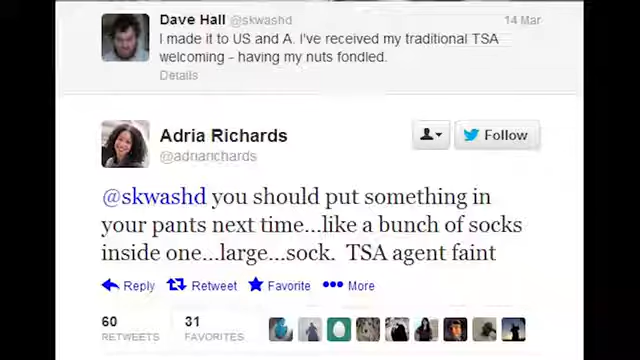 Dave Hall @skwashd 14 Mar
I made it to US and A. I've received my traditional TSA
welcoming - having my nuts fondled.
Details
Adria Richards
@adriarichards
Follow
@skwashd you should put something in
your pants next time...like a bunch of socks
inside one...large...sock. TSA agent faint
Reply Retweet Favorite More
60 31
RETWEETS FAVORITES